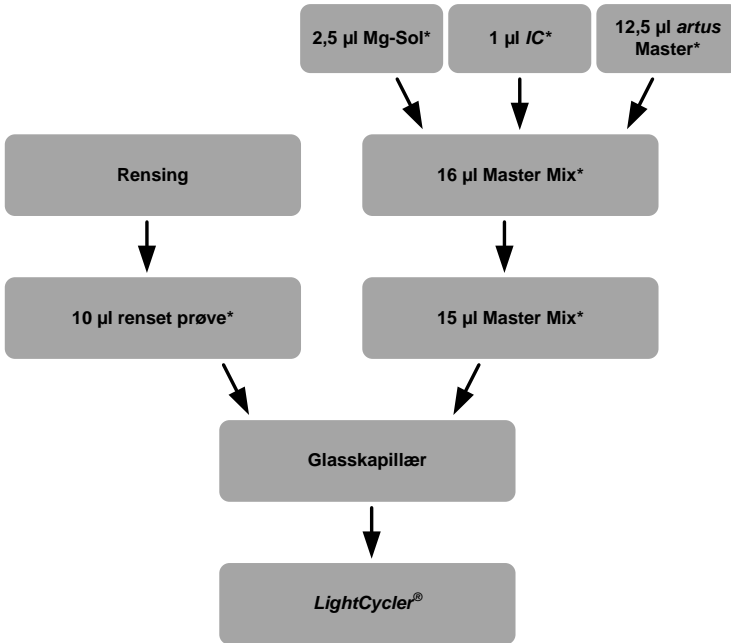 2,5 µl Mg-Sol*
1 µl IC*
12,5 µl artus
Master*
Rensing
16 µl Master Mix*
10 µl renset prøve*
15 µl Master Mix*
Glasskapillær
LightCycler®